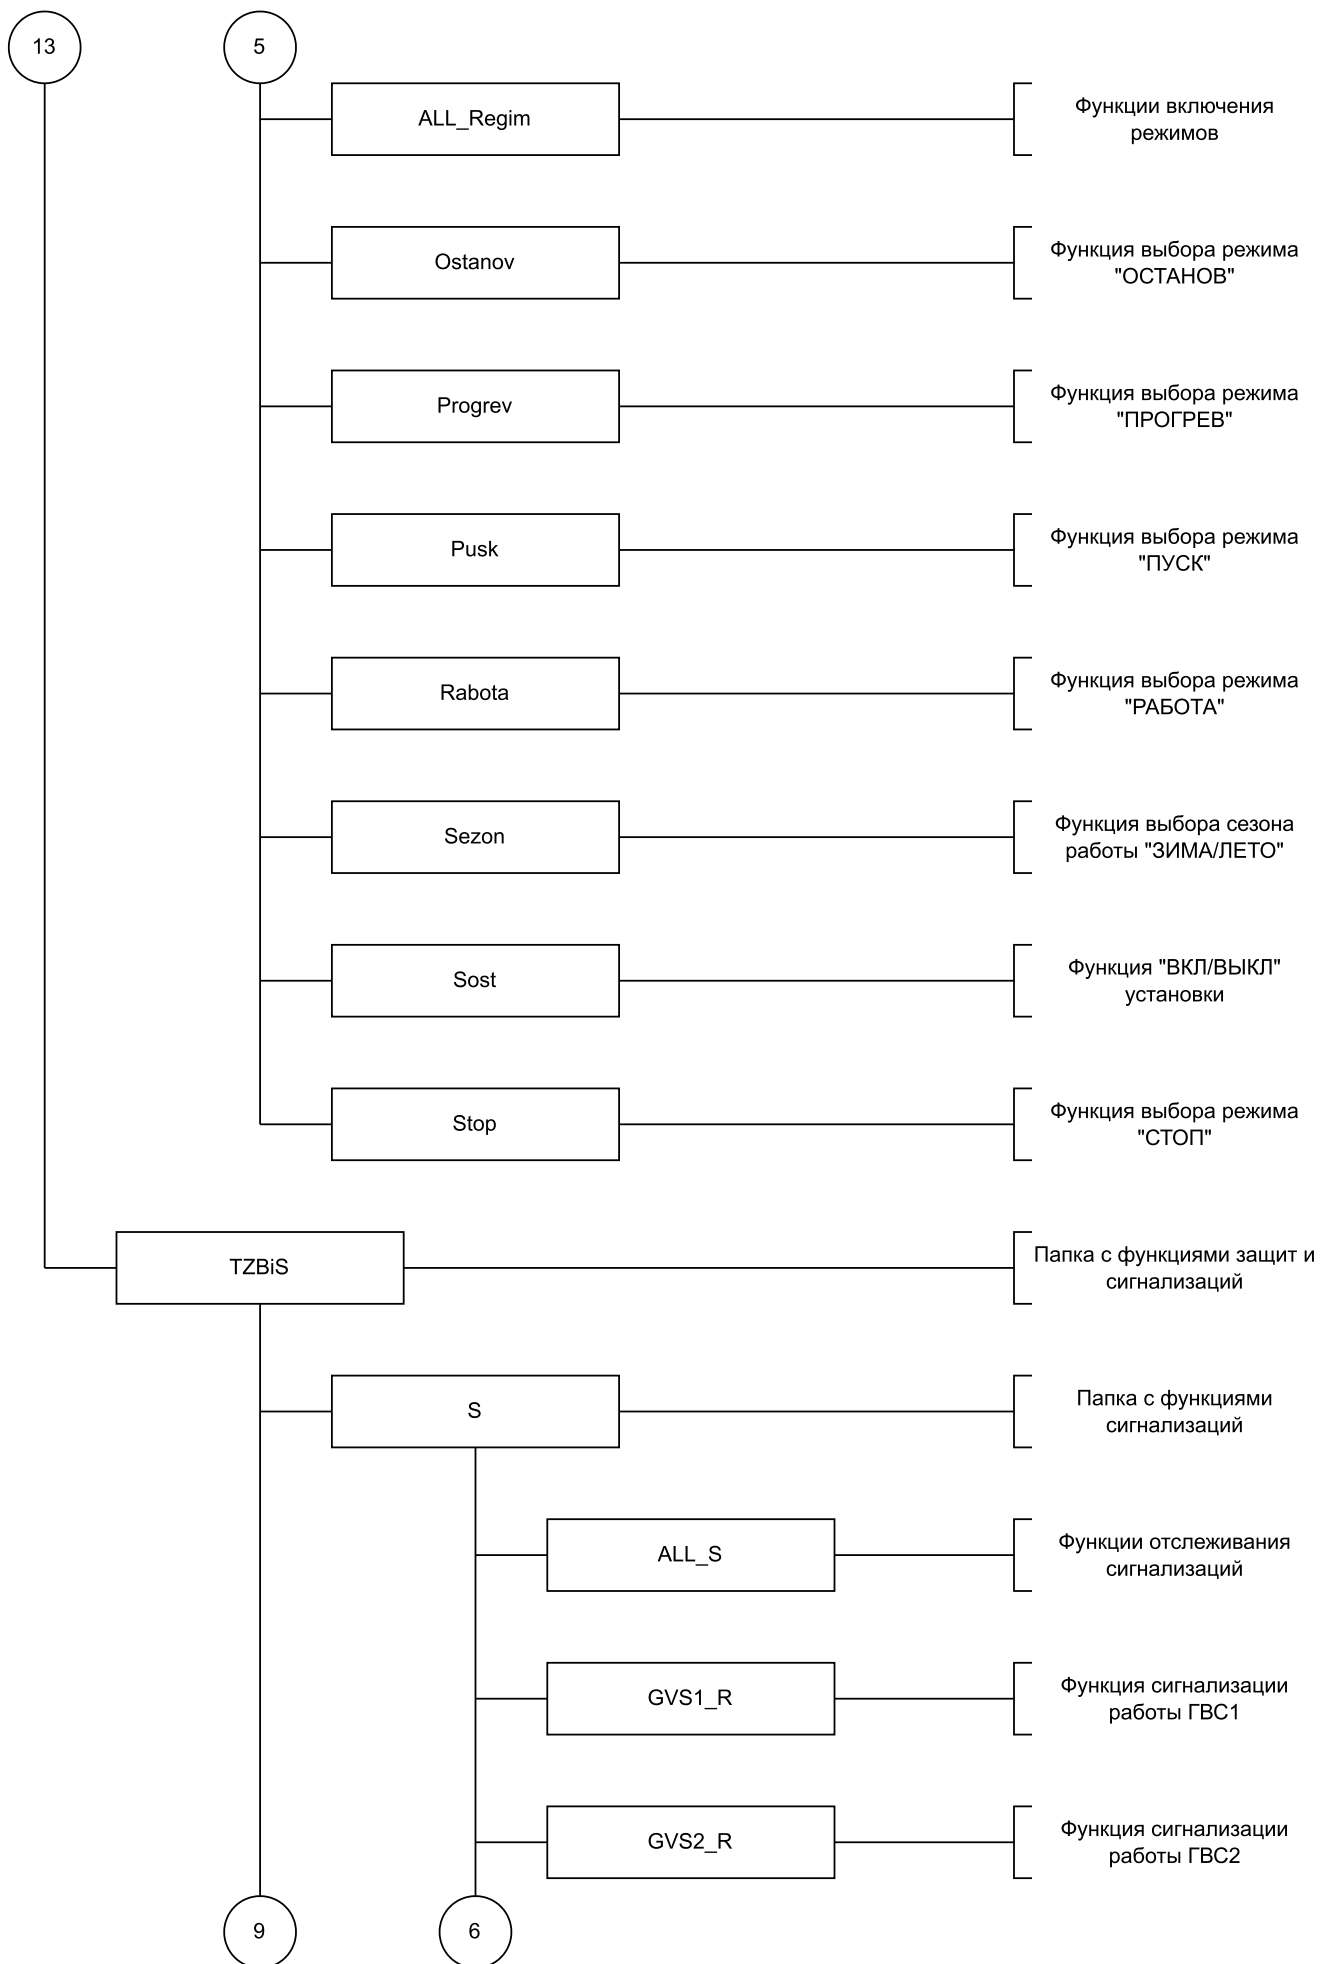 13
5
ALL_Regim
Функции включения
режимов
Ostanov
Функция выбора режима
"ОСТАНОВ"
Progrev
Функция выбора режима
"ПРОГРЕВ"
Pusk
Функция выбора режима
"ПУСК"
Rabota
Функция выбора режима
"РАБОТА"
Sezon
Функция выбора сезона
работы "ЗИМА/ЛЕТО"
Sost
Функция "ВКЛ/ВЫКЛ"
установки
Stop
Функция выбора режима
"СТОП"
TZBiS
Папка с функциями защит и
сигнализаций
S
Папка с функциями
сигнализаций
ALL_S
Функции отслеживания
сигнализаций
GVS1_R
Функция сигнализации
работы ГВС1
GVS2_R
Функция сигнализации
работы ГВС2
9
6